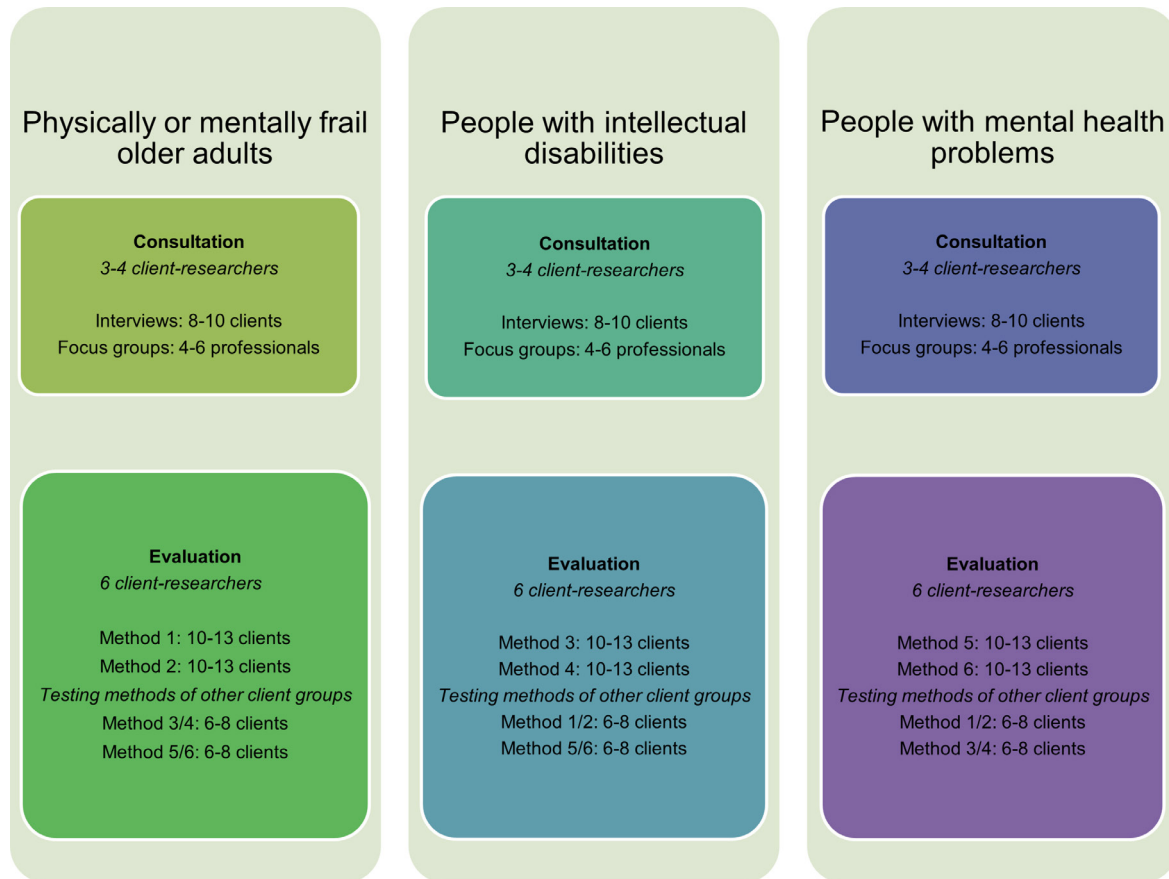 Physically or mentally frail
older adults
Consultation
3-4 client-researchers
Interviews: 8-10 clients
Focus groups: 4-6 professionals
Evaluation
6 client-researchers
Method 1: 10-13 clients
Method 2: 10-13 clients
Testing methods of other client groups
Method 3/4: 6-8 clients
Method 5/6: 6-8 clients
People with intellectual
disabilities
Consultation
3-4 client-researchers
Interviews: 8-10 clients
Focus groups: 4-6 professionals
Evaluation
6 client-researchers
Method 3: 10-13 clients
Method 4: 10-13 clients
Testing methods of other client groups
Method 1/2: 6-8 clients
Method 5/6: 6-8 clients
People with mental health
problems
Consultation
3-4 client-researchers
Interviews: 8-10 clients
Focus groups: 4-6 professionals
Evaluation
6 client-researchers
Method 5: 10-13 clients
Method 6: 10-13 clients
Testing methods of other client groups
Method 1/2: 6-8 clients
Method 3/4: 6-8 clients